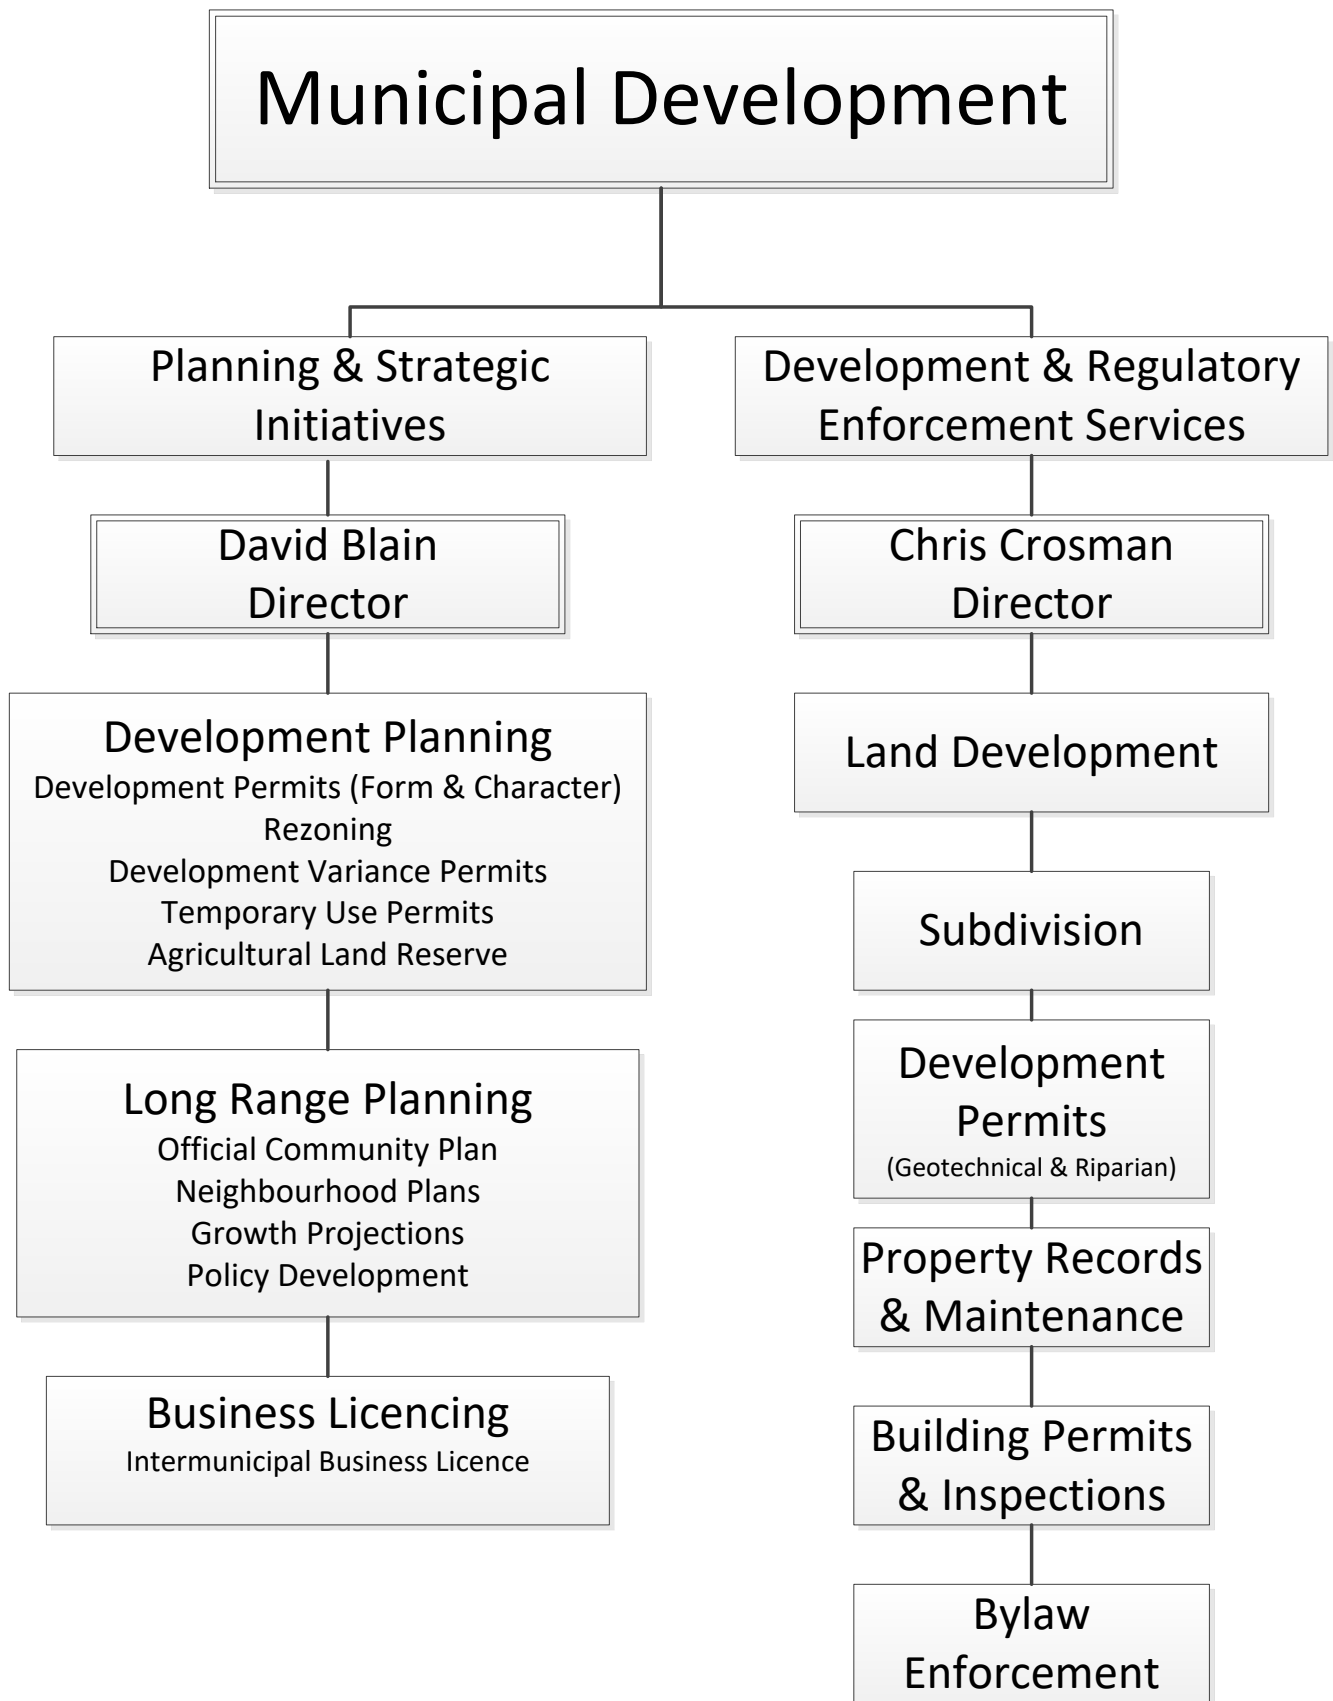 Municipal Development
Planning & Strategic
Initiatives
David Blain
Director
Development Planning
Development Permits (Form & Character)
Rezoning
Development Variance Permits
Temporary Use Permits
Agricultural Land Reserve
Long Range Planning
Official Community Plan
Neighbourhood Plans
Growth Projections
Policy Development
Business Licencing
Intermunicipal Business Licence
Development & Regulatory
Enforcement Services
Chris Crosman
Director
Land Development
Subdivision
Development
Permits
(Geotechnical & Riparian)
Property Records
& Maintenance
Building Permits
& Inspections
Bylaw
Enforcement